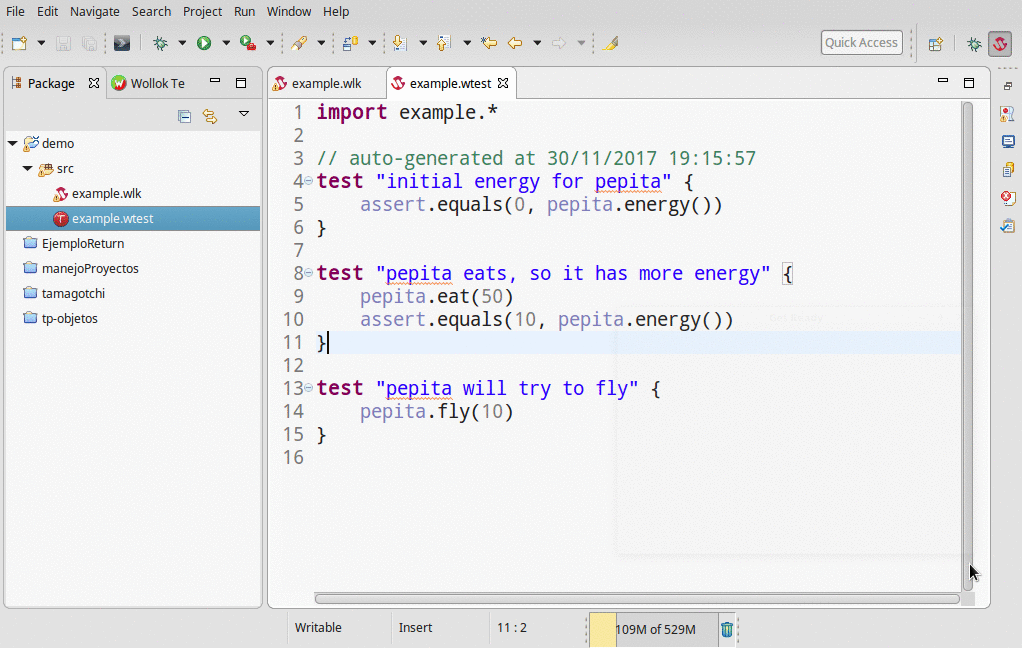 File Edit Navigate Search Project Run Window Help
Quick Access
Package Wollok Te
demo
src
example.wlk
example.wtest
EjemploReturn
manejoProyectos
tamagotchi
tp-objetos
example.wlk example.wtest
1 import example.*
2
3 // auto-generated at 30/11/2017 19:15:57
4 test "initial energy for pepita" {
5 assert.equals(0, pepita.energy())
6 }
7
8 test "pepita eats, so it has more energy" {
9 pepita.eat(50)
10 assert.equals(10, pepita.energy())
11 }
12
13 test "pepita will try to fly" {
14 pepita.fly(10)
15 }
16
Writable Insert 11 : 2 109M of 529M